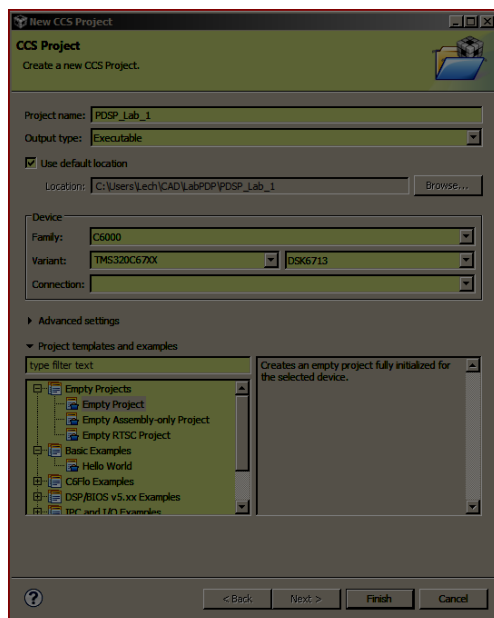 New CCS Project
CCS Project
Create a new CCS Project.
Project name: PDSP_Lab_1
Output type: Executable
Use default location
Location: C:\Users\Lech\CAD\LabPDP\PDSP_Lab_1 Browse...
Device
Family: C6000
Variant: TMS320C67XX DSK6713
Connection:
Advanced settings
Project templates and examples
type filter text
Creates an empty project fully initialized for
the selected device.
Empty Projects
Empty Project
Empty Assembly-only Project
Empty RTSC Project
Basic Examples
Hello World
C6Flo Examples
DSP/BIOS v5.xx Examples
IPC and I/O Examples
? < Back Next > Finish Cancel